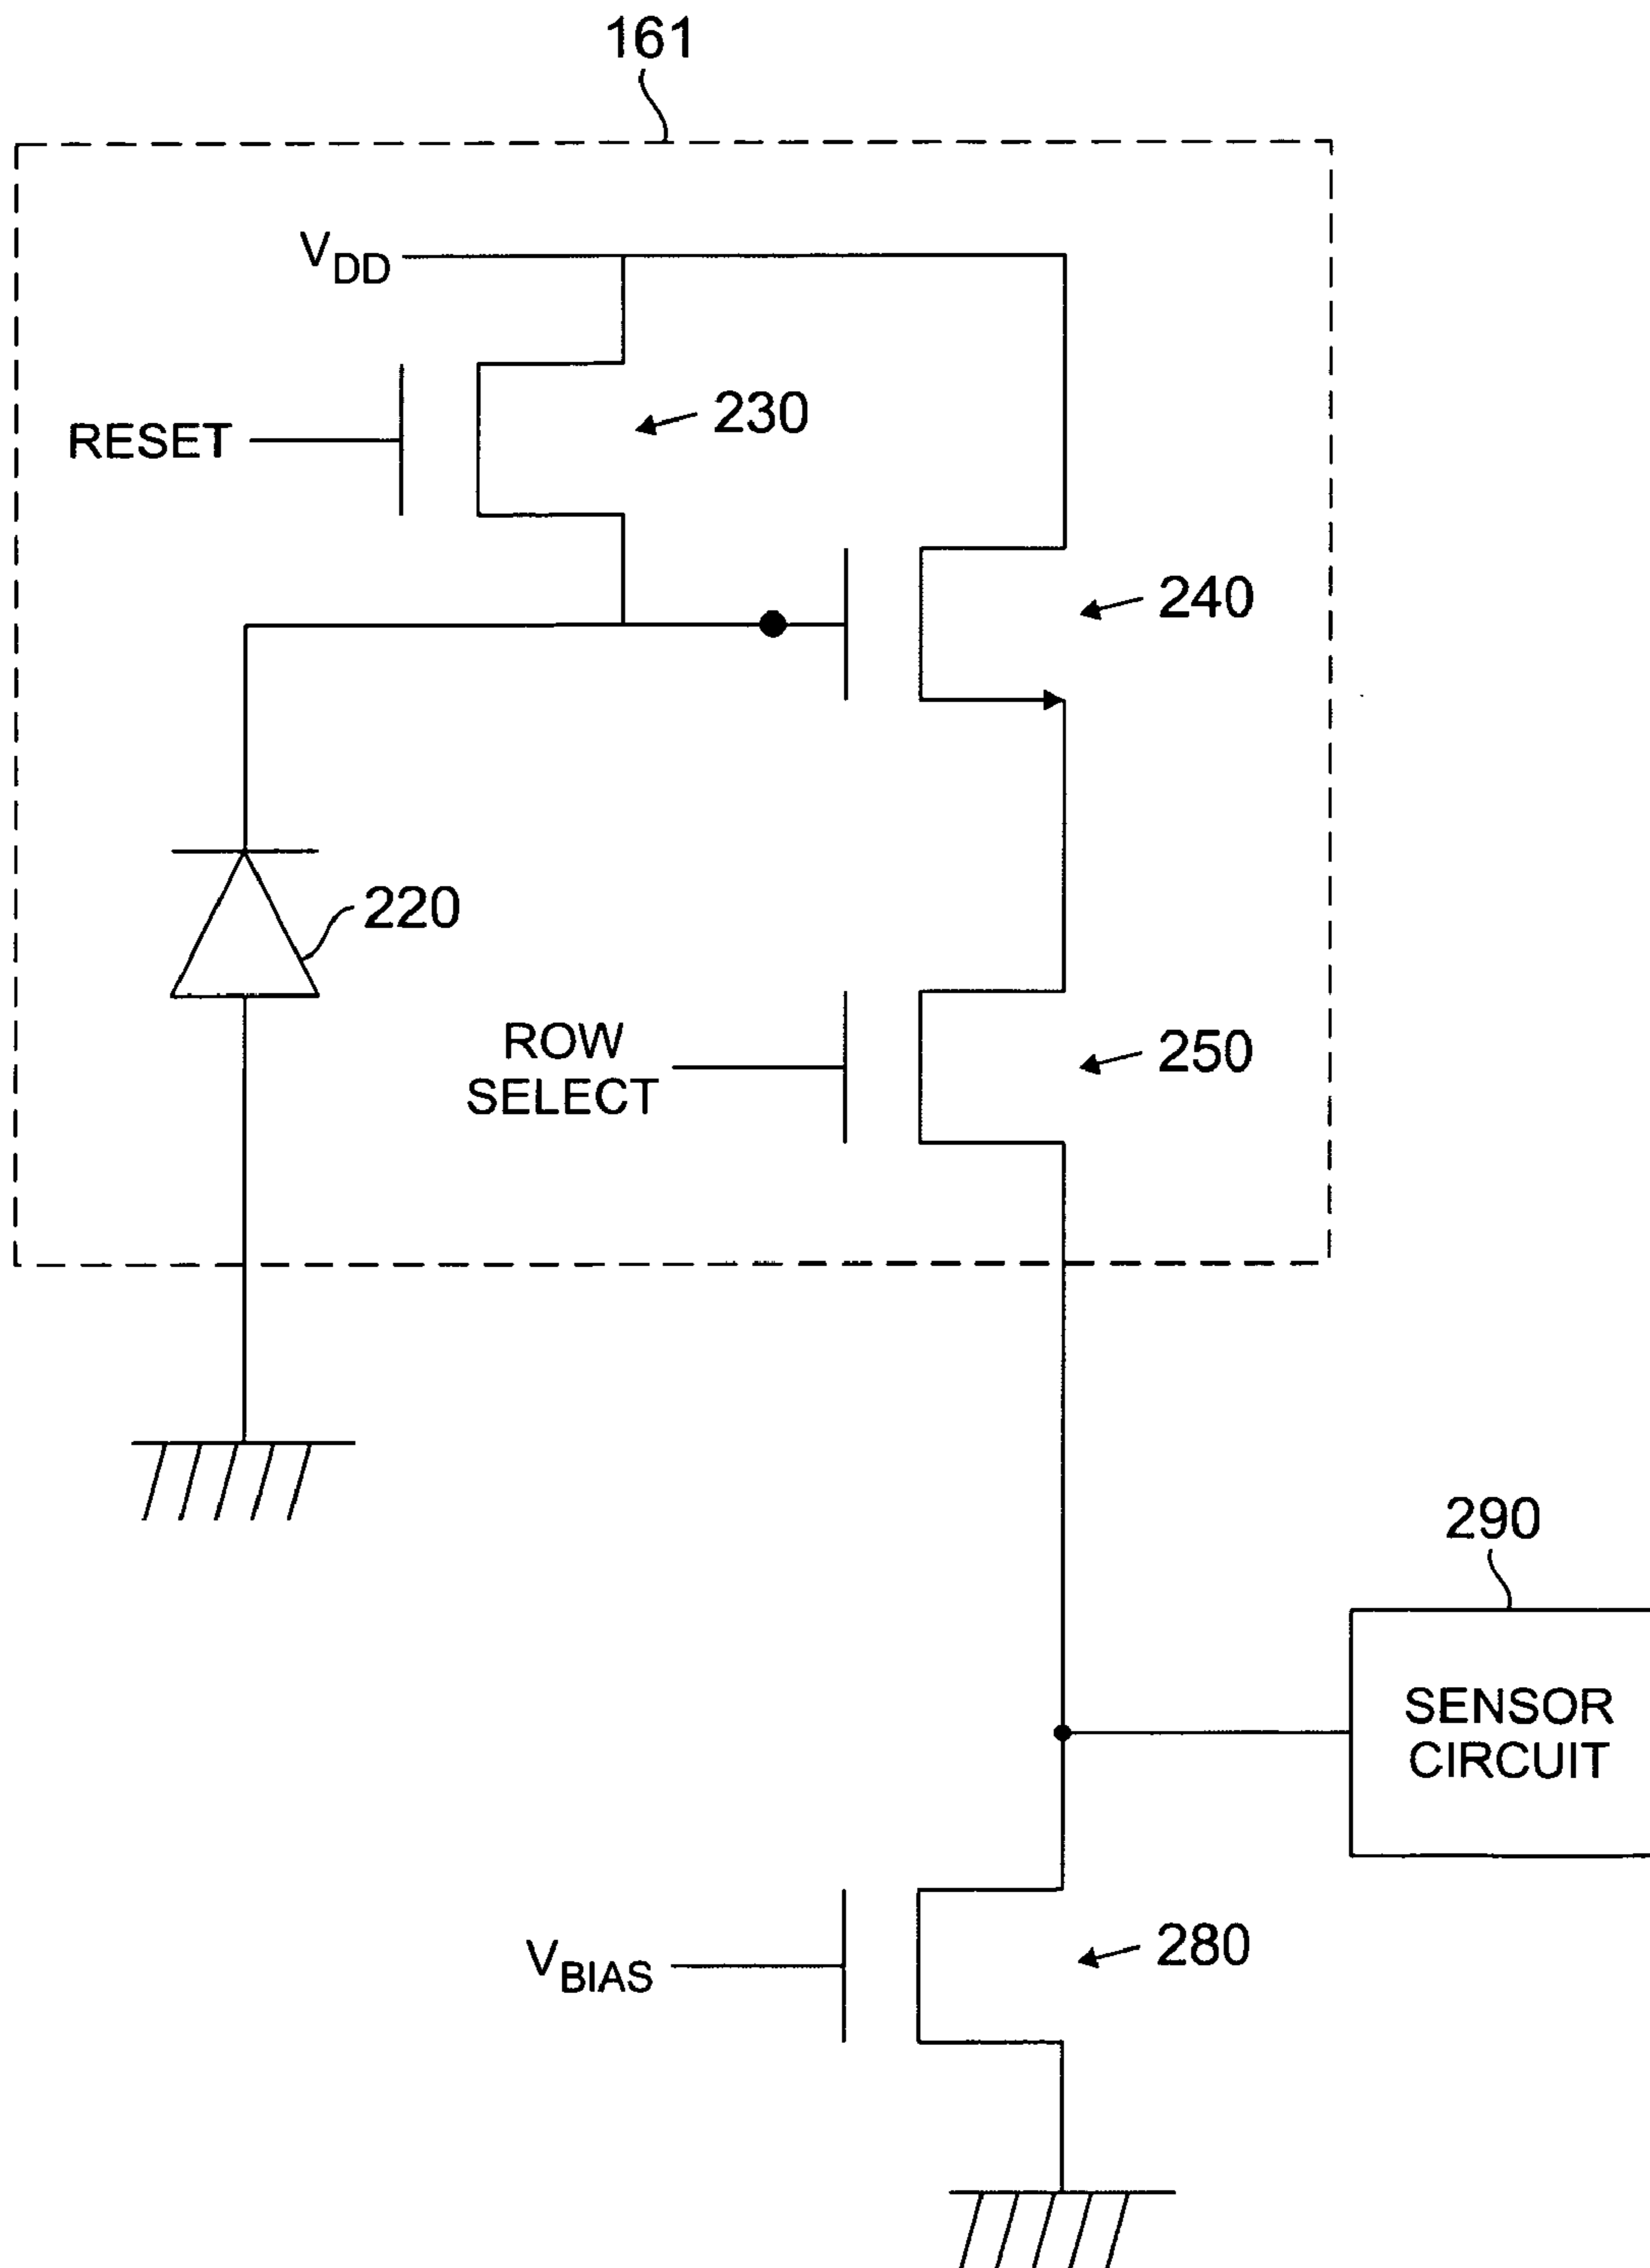 161
VDD
RESET
230
240
220
ROW
SELECT
250
290
SENSOR
CIRCUIT
VBIAS
280